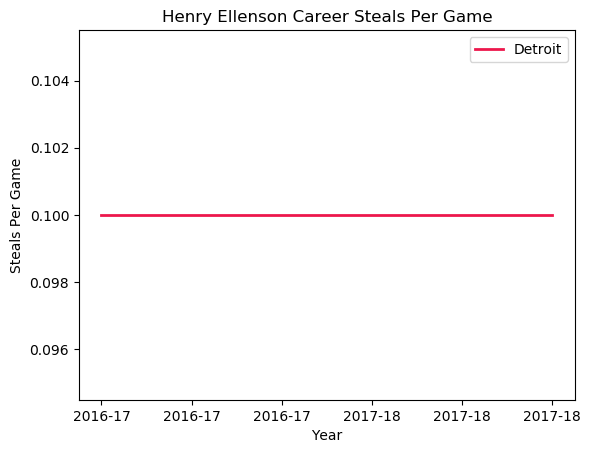 Henry Ellenson Career Steals Per Game
Detroit
0.104
0.102
0.100
0.098
0.096
Steals Per Game
2016-17 2016-17 2016-17 2017-18 2017-18 2017-18
Year